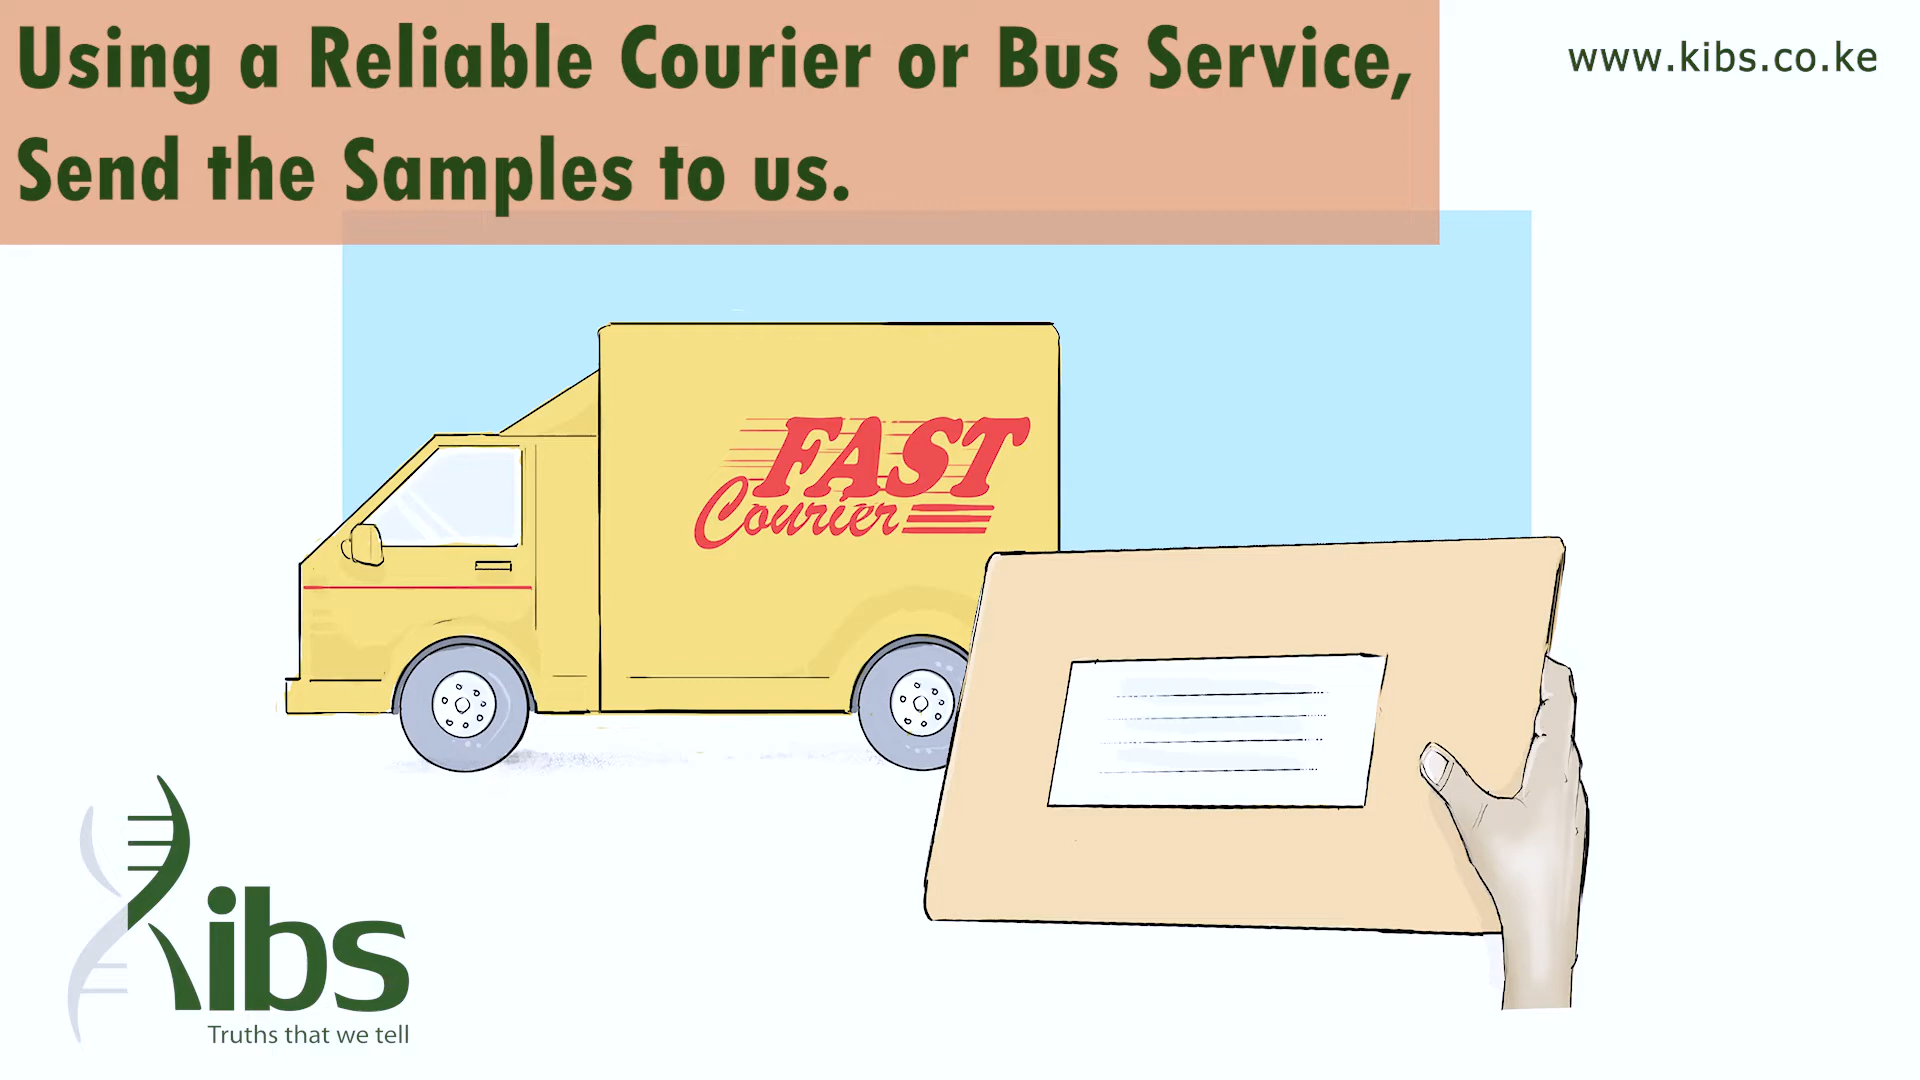 Using a Reliable Courier or Bus Service,
Send the Samples to us.
www.kibs.co.ke
FAST
Courier
Kibs
Truths that we tell